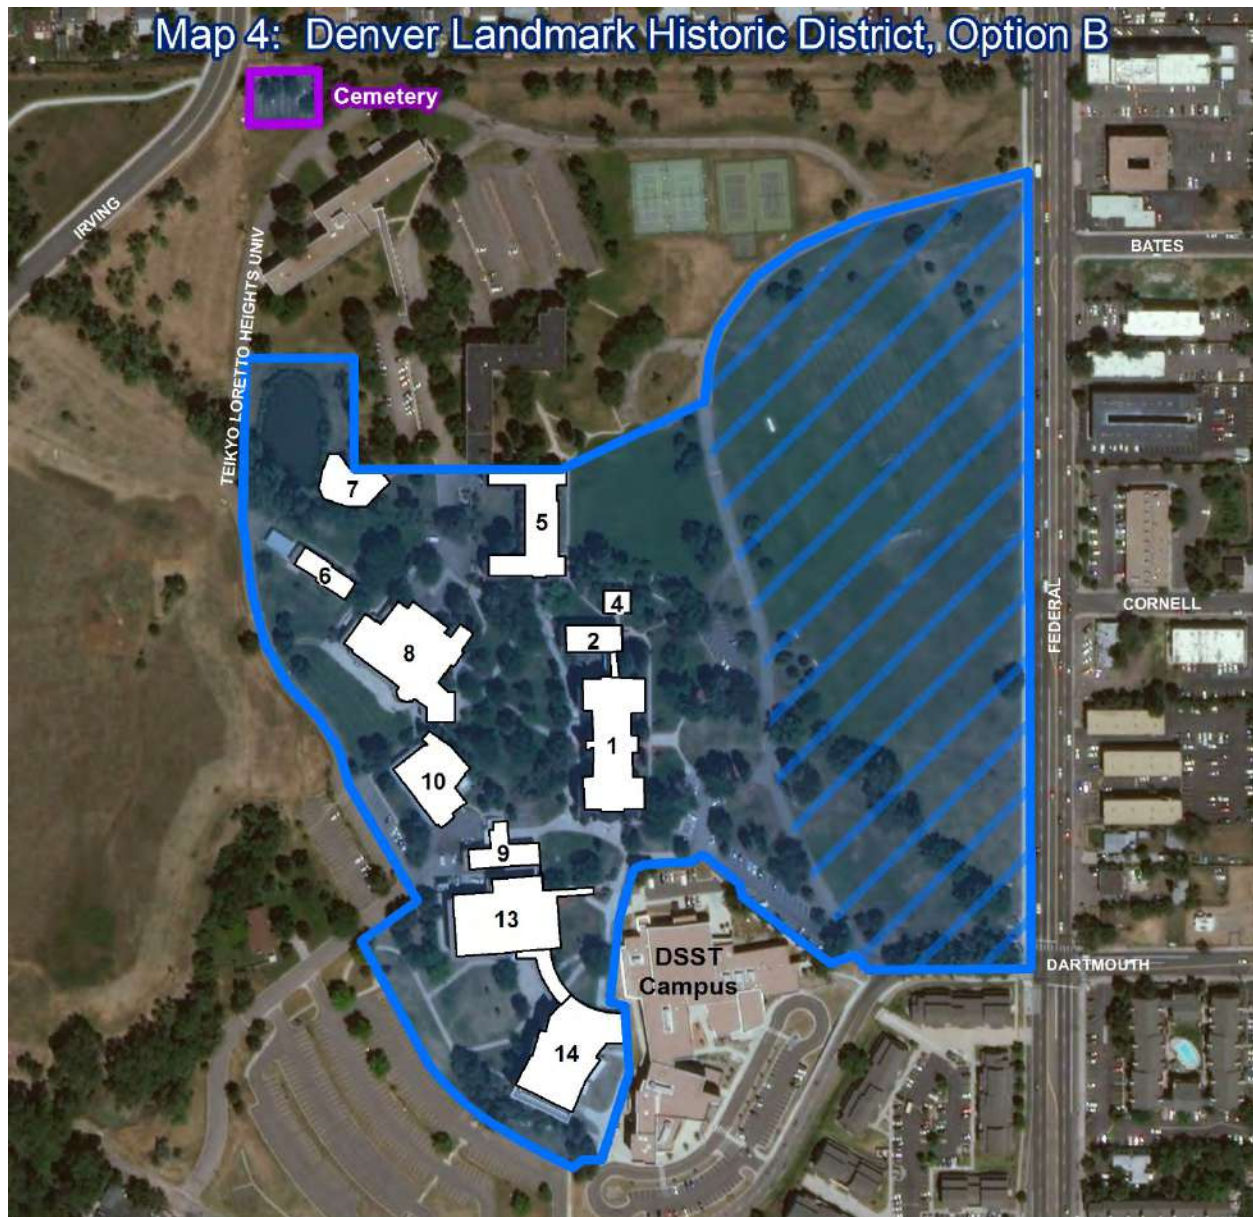 Map 4: Denver Landmark Historic District, Option B
Cemetery
IRVING
TEIKYO LORETTO HEIGHTS UNIV
BATES
7
5
6
4
CORNELL
2
8
FEDERAL
1
10
9
13
DSST
Campus
DARTMOUTH
14